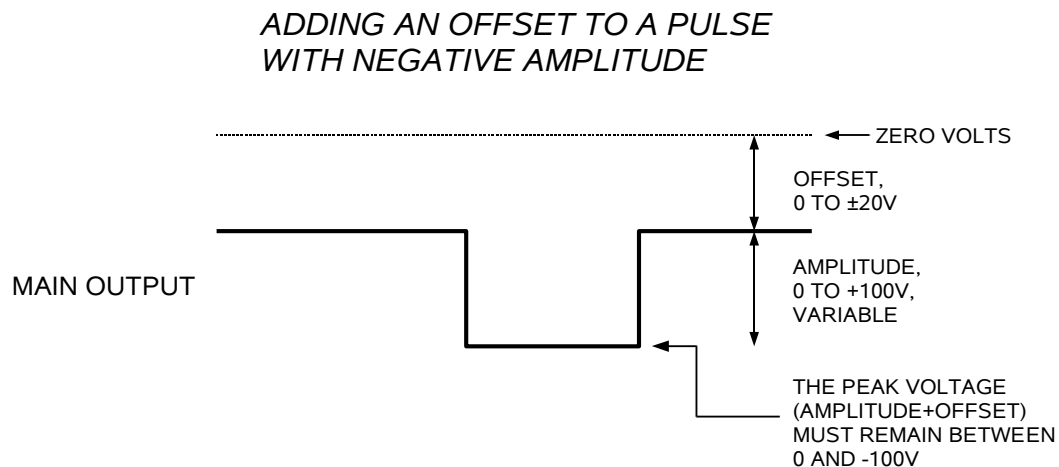 ADDING AN OFFSET TO A PULSE
WITH NEGATIVE AMPLITUDE
ZERO VOLTS
OFFSET,
0 TO ±20V
MAIN OUTPUT
AMPLITUDE,
0 TO +100V,
VARIABLE
THE PEAK VOLTAGE
(AMPLITUDE+OFFSET)
MUST REMAIN BETWEEN
0 AND -100V